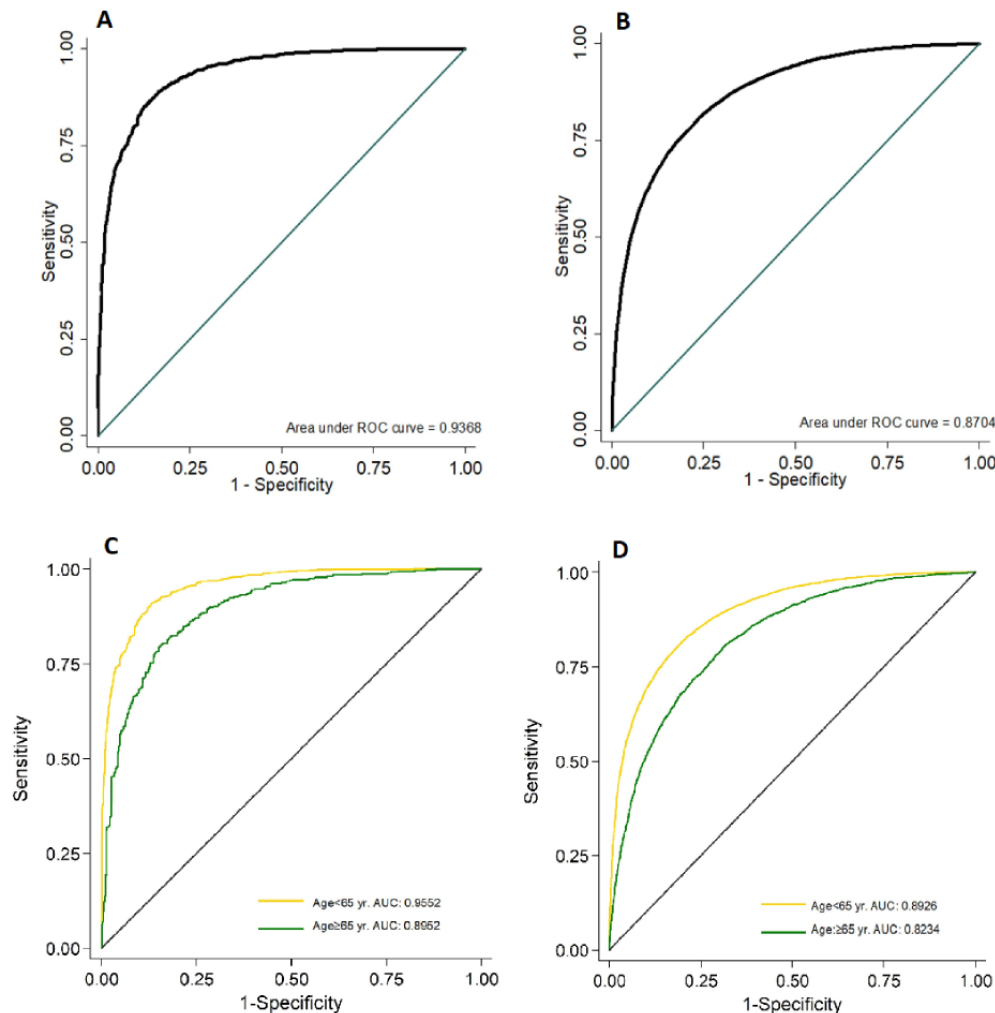 A
1.00
0.75
0.50
0.25
0.00
Sensitivity
Area under ROC curve = 0.9368
0.00 0.25 0.50 0.75 1.00
1 - Specificity
B
1.00
0.75
0.50
0.25
0.00
Sensitivity
Area under ROC curve = 0.8704
0.00 0.25 0.50 0.75 1.00
1 - Specificity
C
1.00
0.75
0.50
0.25
0.00
Sensitivity
Age<65 yr. AUC: 0.9552
Age≥65 yr. AUC: 0.8952
0.00 0.25 0.50 0.75 1.00
1-Specificity
D
1.00
0.75
0.50
0.25
0.00
Sensitivity
Age<65 yr. AUC: 0.8926
Age:≥65 yr. AUC: 0.8234
0.00 0.25 0.50 0.75 1.00
1-Specificity